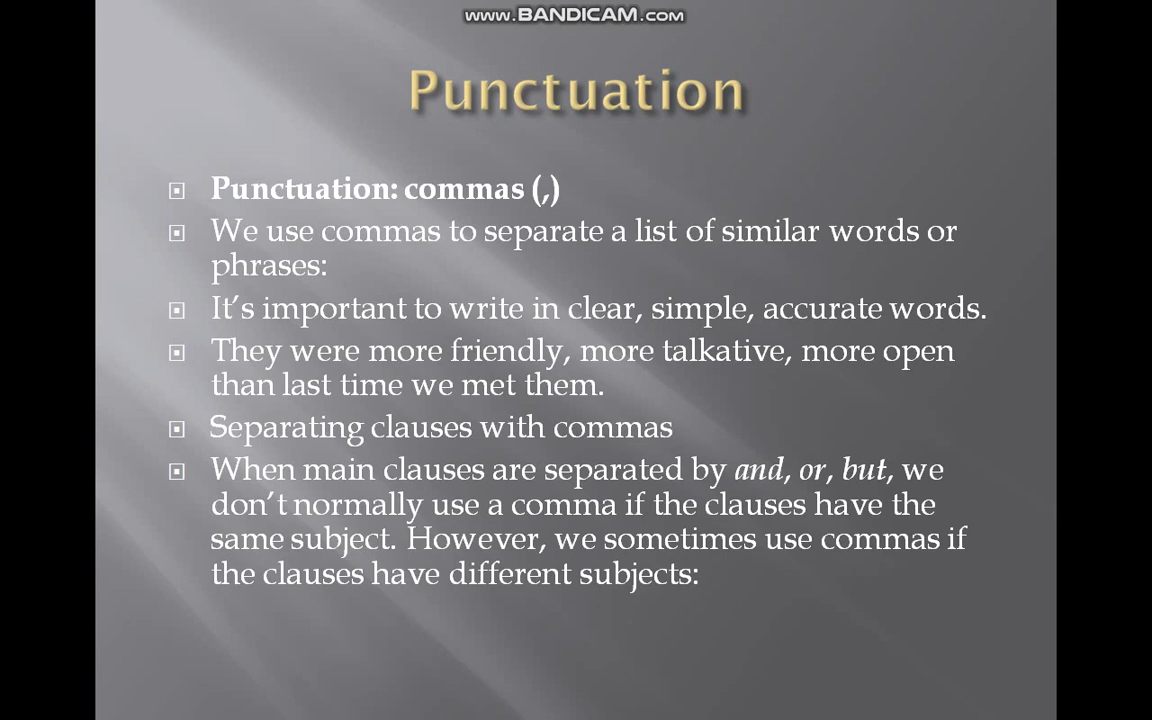 www.BANDICAM.com
Punctuation
Punctuation: commas (,)
We use commas to separate a list of similar words or
phrases:
It’s important to write in clear, simple, accurate words.
They were more friendly, more talkative, more open
than last time we met them.
Separating clauses with commas
When main clauses are separated by and, or, but, we
don’t normally use a comma if the clauses have the
same subject. However, we sometimes use commas if
the clauses have different subjects: